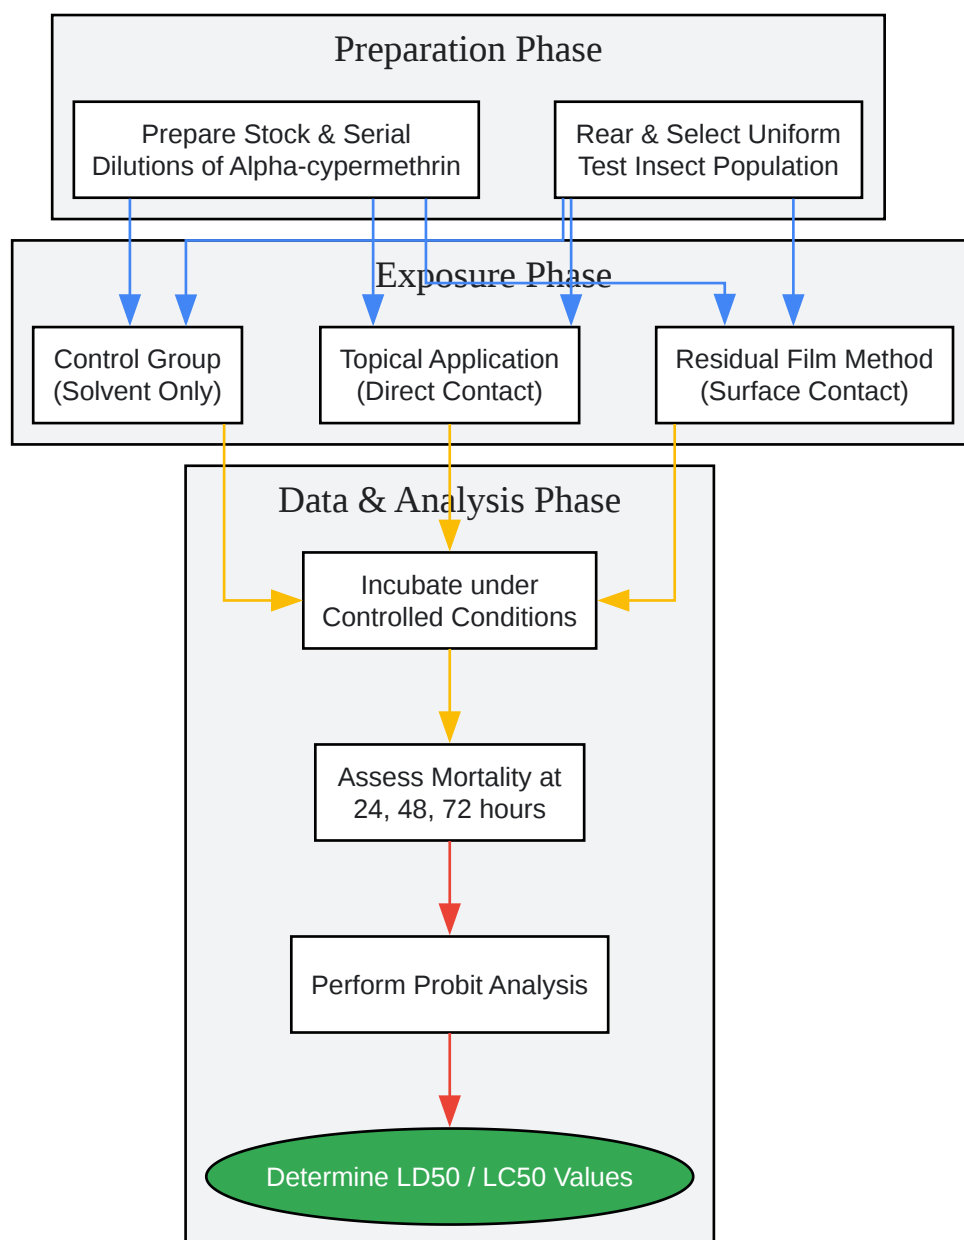 Preparation Phase
Prepare Stock & Serial
Dilutions of Alpha-cypermethrin
Rear & Select Uniform
Test Insect Population
Exposure Phase
Control Group
(Solvent Only)
Topical Application
(Direct Contact)
Residual Film Method
(Surface Contact)
Data & Analysis Phase
Incubate under
Controlled Conditions
Assess Mortality at
24, 48, 72 hours
Perform Probit Analysis
Determine LD50 / LC50 Values